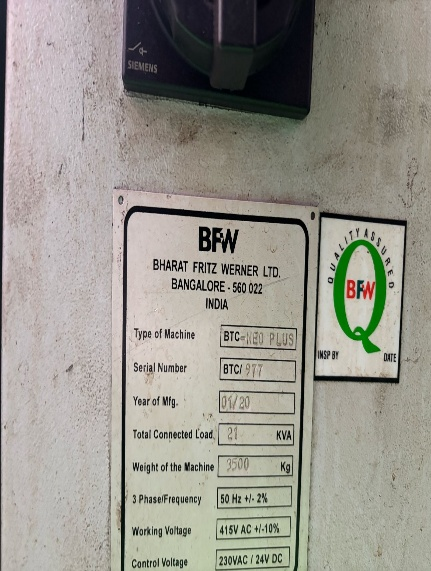 SIEMENS
BFW
BHARAT FRITZ WERNER LTD.
BANGALORE - 560 022
INDIA
Type of Machine BTC-NEO PLUS
Serial Number BTC/ 977
Year of Mfg. 01/20
Total Connected Load 21 KVA
Weight of the Machine 3500 Kg
3 Phase/Frequency 50 Hz +/- 2%
Working Voltage 415V AC +/-10%
Control Voltage 230VAC / 24V DC
QUALITY ASSURED
BFW
INSP BY DATE